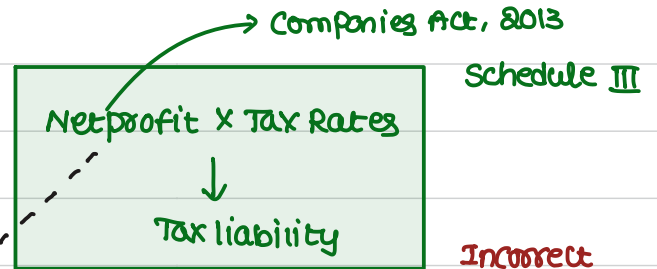 Companies Act, 2013
Schedule III
Netprofit X Tax Rates
Tax liability
Incorrect